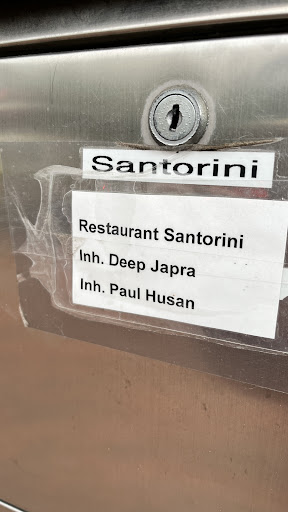 Santorini
Restaurant Santorini
Inh. Deep Japra
Inh. Paul Husan